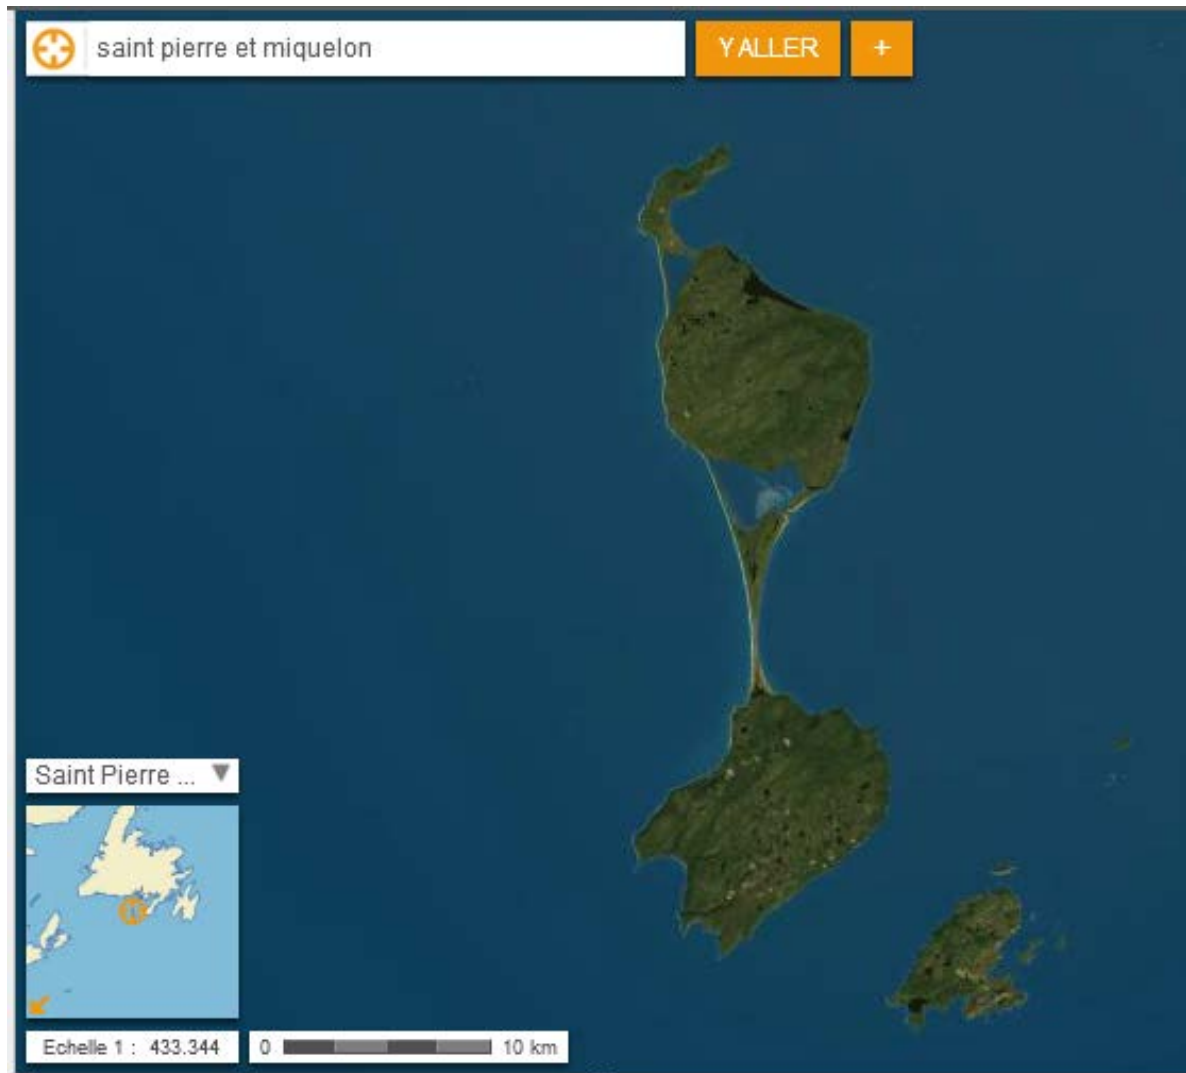 saint pierre et miquelon
Y ALLER
+
Saint Pierre ...
Echelle 1 : 433.344
0 10 km